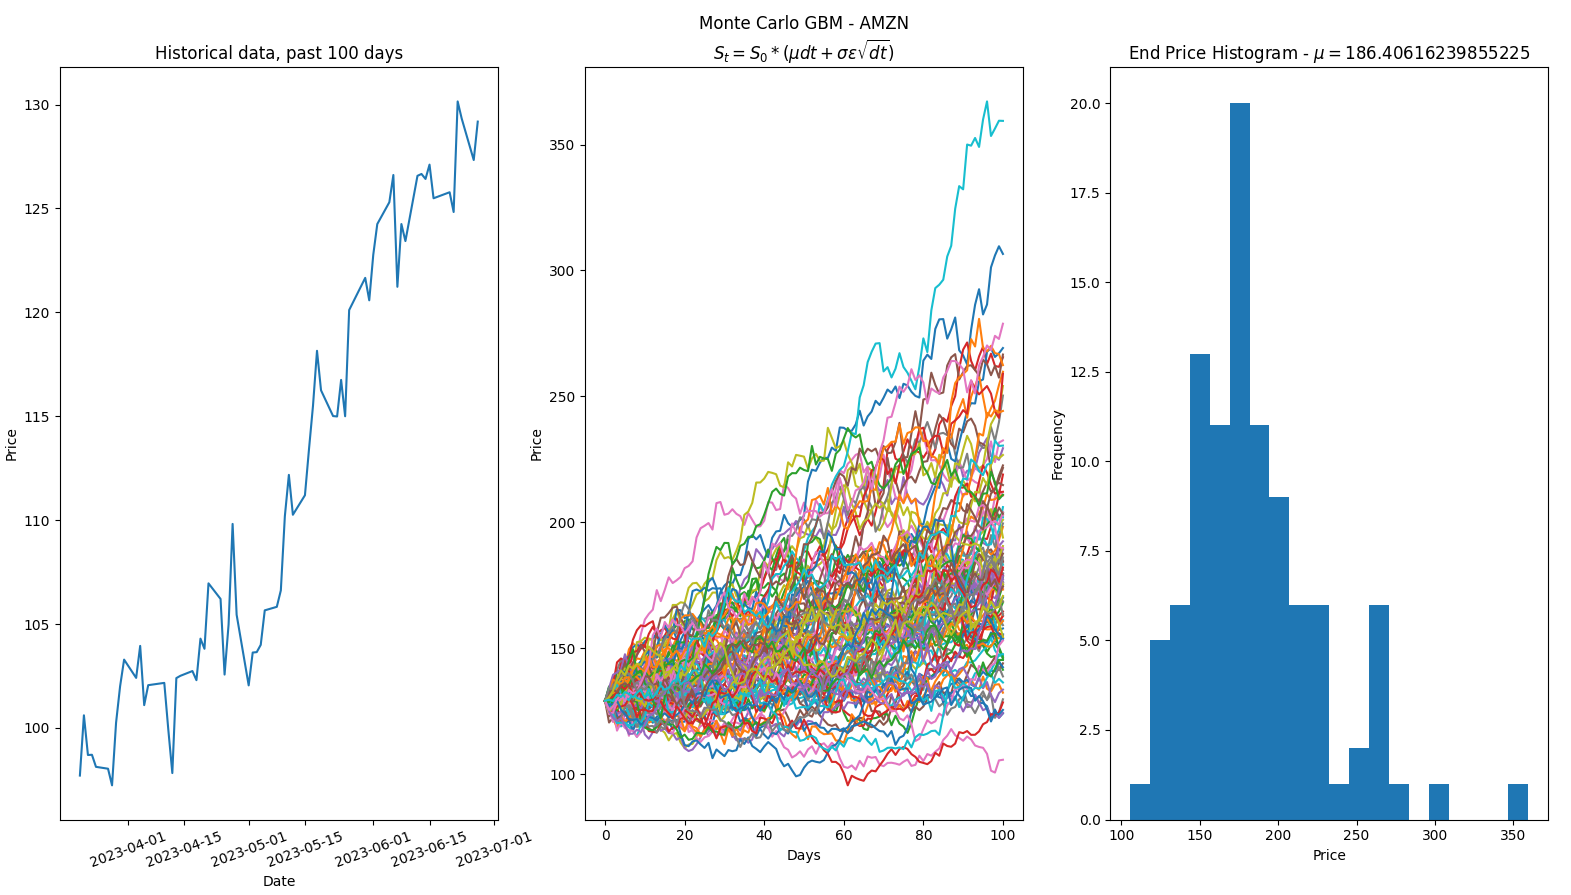 Monte Carlo GBM - AMZN
Historical data, past 100 days
$S_t = S_0 * (\mu dt + \sigma\varepsilon\sqrt{dt})$
End Price Histogram - $\mu = 186.40616239855225$
Price
130
125
120
115
110
105
100
2023-04-01
2023-04-15
2023-05-01
2023-05-15
2023-06-01
2023-06-15
2023-07-01
Date
Price
350
300
250
200
150
100
0 20 40 60 80 100
Days
Frequency
20.0
17.5
15.0
12.5
10.0
7.5
5.0
2.5
0.0
100 150 200 250 300 350
Price